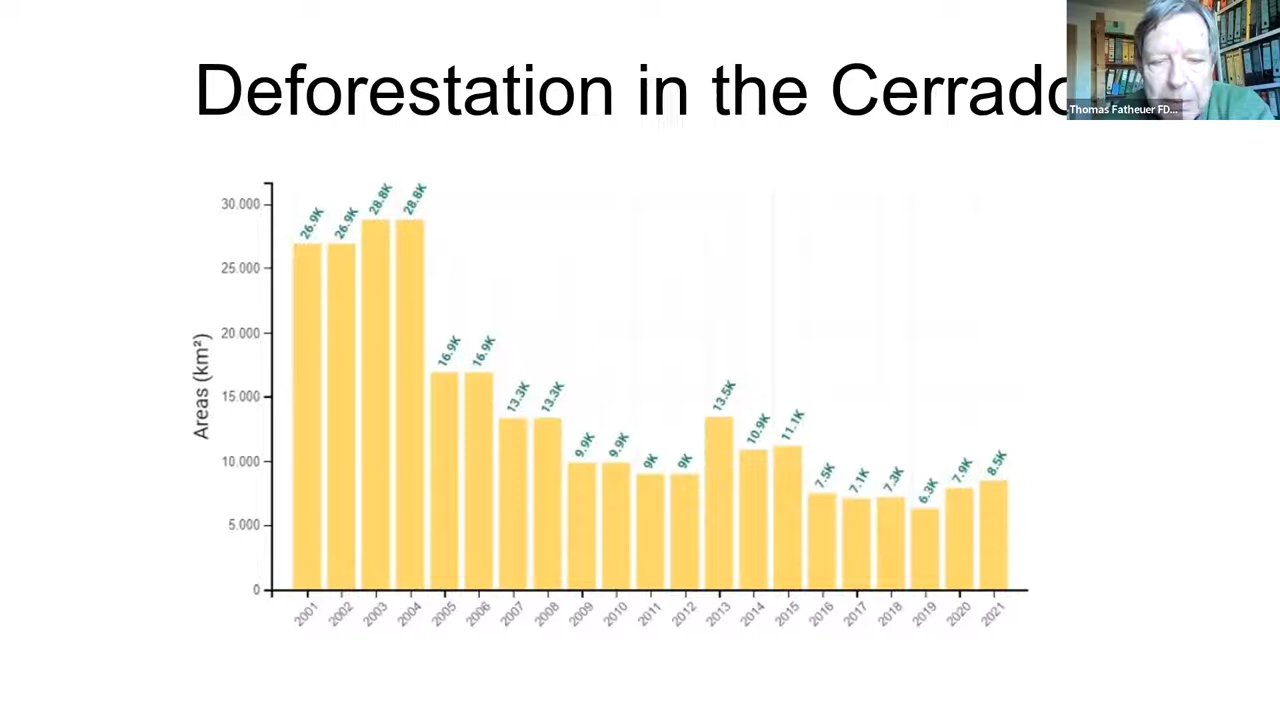 Deforestation in the Cerrado
Thomas Fatheuer FD...
Areas (km²)
30.000
25.000
20.000
15.000
10.000
5.000
0
26.9K
26.9K
28.8K
28.8K
16.9K
16.9K
13.3K
13.3K
9.9K
9.9K
9K
9K
13.5K
10.9K
11.1K
7.5K
7.1K
7.3K
6.3K
7.9K
8.5K
2001
2002
2003
2004
2005
2006
2007
2008
2009
2010
2011
2012
2013
2014
2015
2016
2017
2018
2019
2020
2021